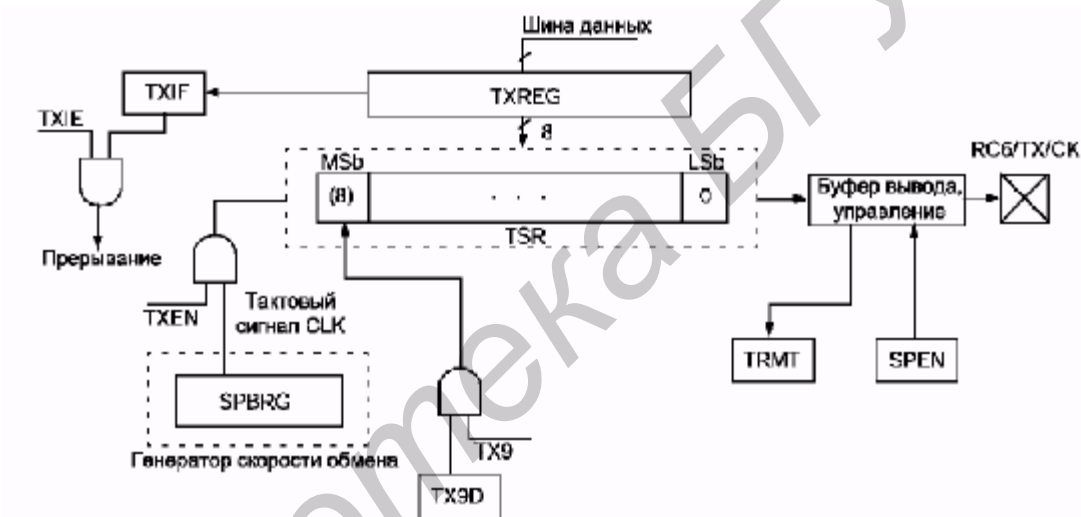 Шина данных
TXIF
TXREG
TXIE
8
MSb
LSb
RC6/TX/CK
(8)
. . .
0
Буфер вывода,
управление
TSR
Прерывание
TXEN
Тактовый
сигнал CLK
TRMT
SPEN
SPBRG
TX9
Генератор скорости обмена
TX9D